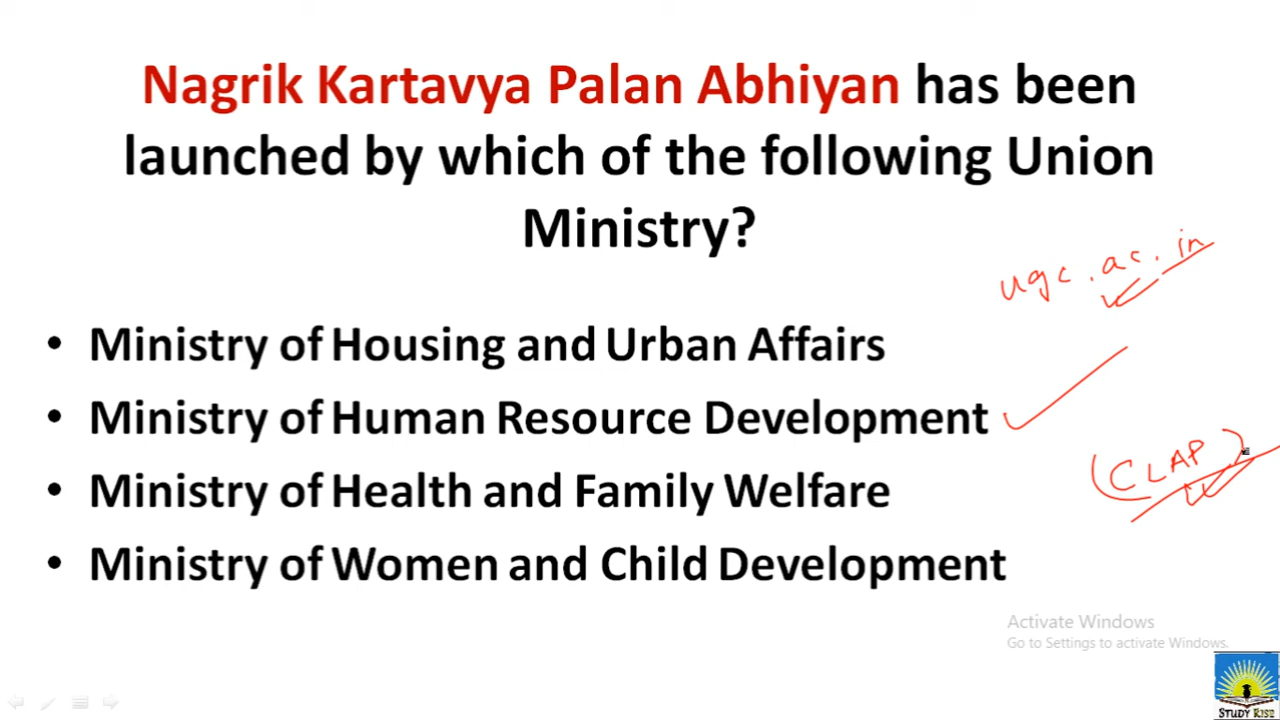 Nagrik Kartavya Palan Abhiyan has been
launched by which of the following Union
Ministry?
ugc.ac.in
• Ministry of Housing and Urban Affairs
• Ministry of Human Resource Development
(CLAP)
• Ministry of Health and Family Welfare
• Ministry of Women and Child Development
Activate Windows
Go to Settings to activate Windows.
STUDY RISE